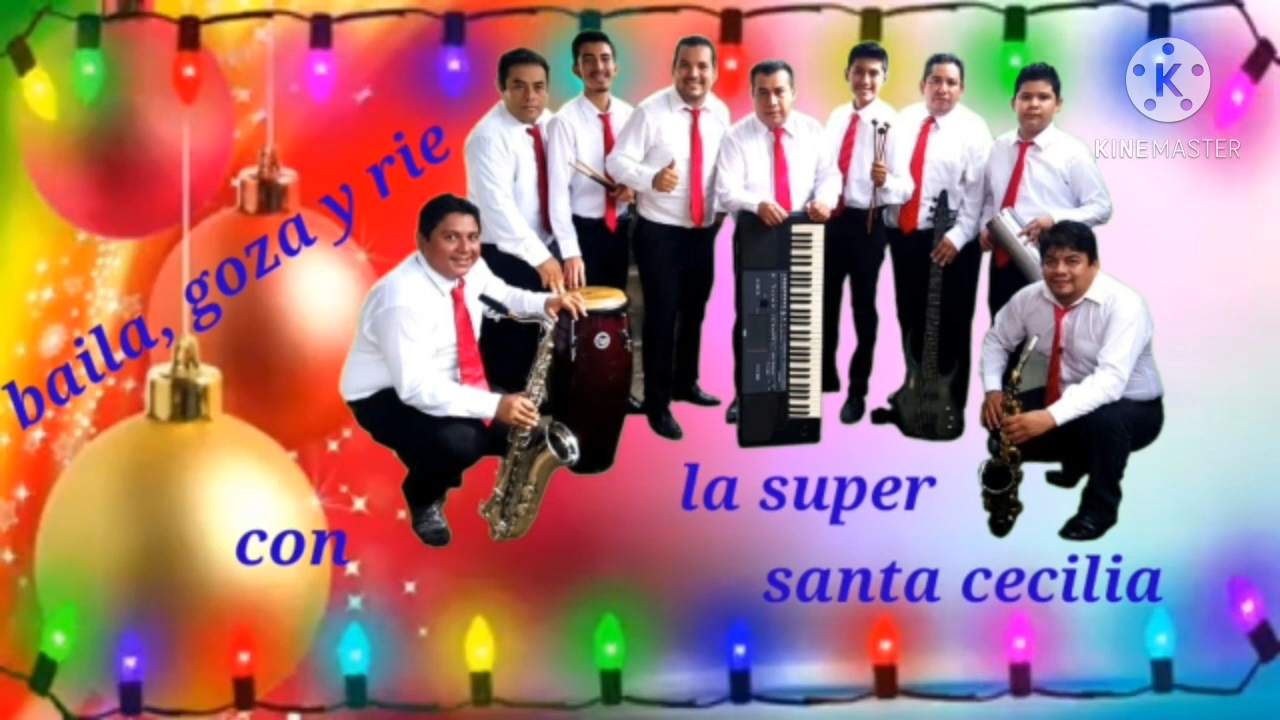 baila, goza y rie
con
la super
santa cecilia
K
KINEMASTER